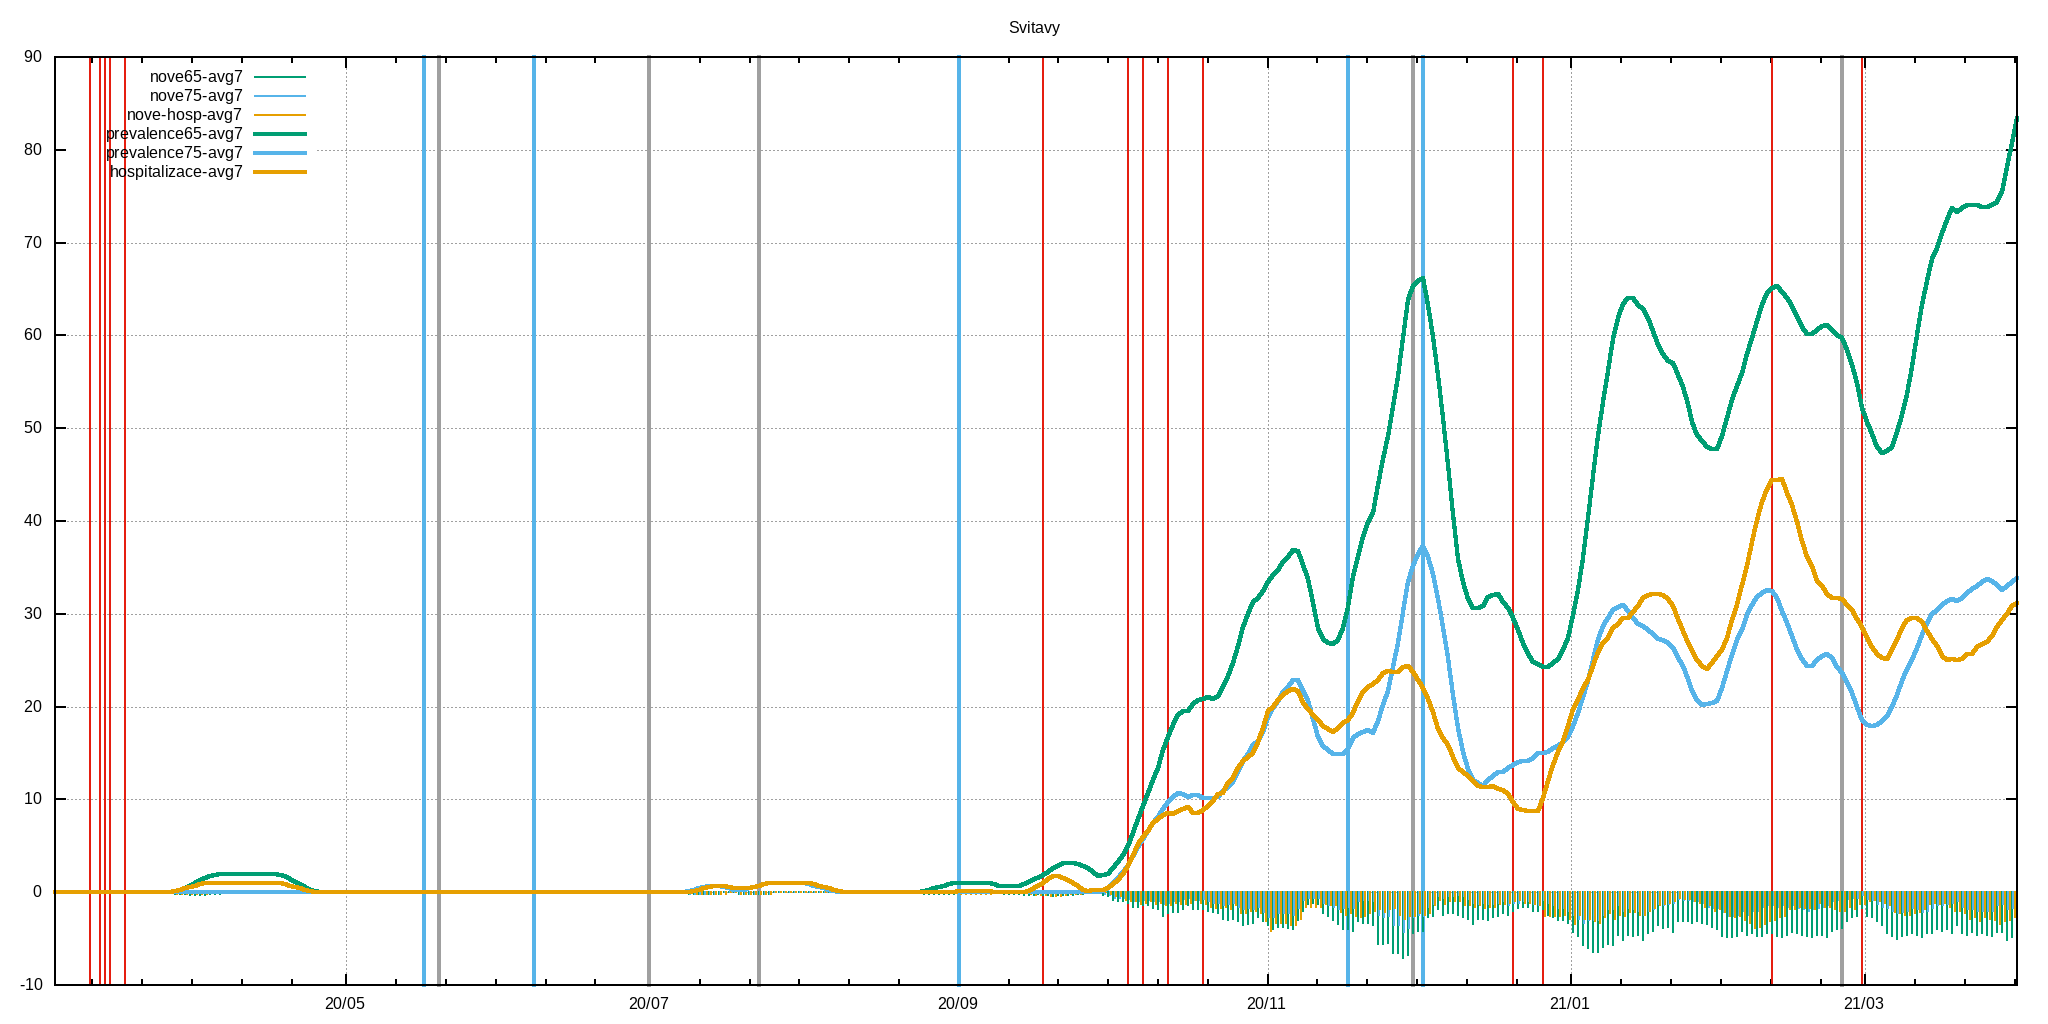 Svitavy
90
nove65-avg7
nove75-avg7
nove-hosp-avg7
prevalence65-avg7
80
prevalence75-avg7
hospitalizace-avg7
70
60
50
40
30
20
10
0
-10
20/05 20/07 20/09 20/11 21/01 21/03